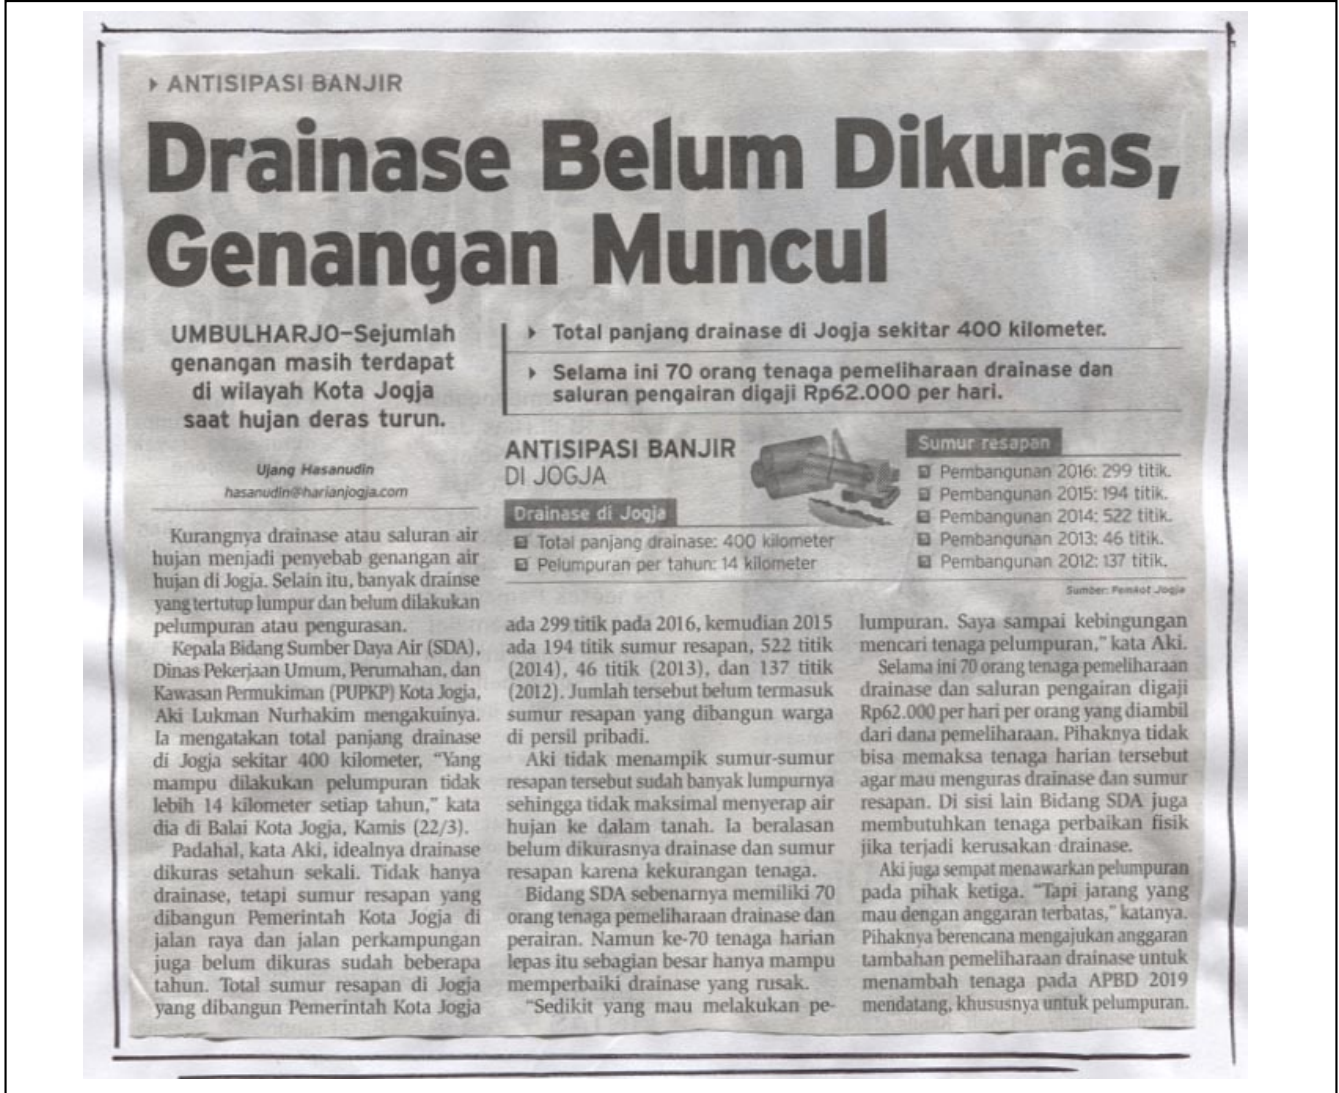 ANTISIPASI BANJIR
Drainase Belum Dikuras,
Genangan Muncul
UMBULHARJO–Sejumlah
genangan masih terdapat
di wilayah Kota Jogja
saat hujan deras turun.
Ujang Hasanudin
hasanudin@harianjogja.com
Total panjang drainase di Jogja sekitar 400 kilometer.
Selama ini 70 orang tenaga pemeliharaan drainase dan
saluran pengairan digaji Rp62.000 per hari.
ANTISIPASI BANJIR
DI JOGJA
Drainase di Jogja
Total panjang drainase: 400 kilometer
Pelumpuran per tahun: 14 kilometer
Sumur resapan
Pembangunan 2016: 299 titik.
Pembangunan 2015: 194 titik.
Pembangunan 2014: 522 titik.
Pembangunan 2013: 46 titik.
Pembangunan 2012: 137 titik.
Sumber: Pemkot Jogja
Kurangnya drainase atau saluran air
hujan menjadi penyebab genangan air
hujan di Jogja. Selain itu, banyak drainse
yang tertutup lumpur dan belum dilakukan
pelumpuran atau pengurasan.
Kepala Bidang Sumber Daya Air (SDA),
Dinas Pekerjaan Umum, Perumahan, dan
Kawasan Permukiman (PUPKP) Kota Jogja,
Aki Lukman Nurhakim mengakuinya.
Ia mengatakan total panjang drainase
di Jogja sekitar 400 kilometer, “Yang
mampu dilakukan pelumpuran tidak
lebih 14 kilometer setiap tahun,” kata
dia di Balai Kota Jogja, Kamis (22/3).
Padahal, kata Aki, idealnya drainase
dikuras setahun sekali. Tidak hanya
drainase, tetapi sumur resapan yang
dibangun Pemerintah Kota Jogja di
jalan raya dan jalan perkampungan
juga belum dikuras sudah beberapa
tahun. Total sumur resapan di Jogja
yang dibangun Pemerintah Kota Jogja
ada 299 titik pada 2016, kemudian 2015
ada 194 titik sumur resapan, 522 titik
(2014), 46 titik (2013), dan 137 titik
(2012). Jumlah tersebut belum termasuk
sumur resapan yang dibangun warga
di persil pribadi.
Aki tidak menampik sumur-sumur
resapan tersebut sudah banyak lumpurnya
sehingga tidak maksimal menyerap air
hujan ke dalam tanah. Ia beralasan
belum dikurasnya drainase dan sumur
resapan karena kekurangan tenaga.
Bidang SDA sebenarnya memiliki 70
orang tenaga pemeliharaan drainase dan
perairan. Namun ke-70 tenaga harian
lepas itu sebagian besar hanya mampu
memperbaiki drainase yang rusak.
“Sedikit yang mau melakukan pe-
lumpuran. Saya sampai kebingungan
mencari tenaga pelumpuran,” kata Aki.
Selama ini 70 orang tenaga pemeliharaan
drainase dan saluran pengairan digaji
Rp62.000 per hari per orang yang diambil
dari dana pemeliharaan. Pihaknya tidak
bisa memaksa tenaga harian tersebut
agar mau menguras drainase dan sumur
resapan. Di sisi lain Bidang SDA juga
membutuhkan tenaga perbaikan fisik
jika terjadi kerusakan drainase.
Aki juga sempat menawarkan pelumpuran
pada pihak ketiga. “Tapi jarang yang
mau dengan anggaran terbatas,” katanya.
Pihaknya berencana mengajukan anggaran
tambahan pemeliharaan drainase untuk
menambah tenaga pada APBD 2019
mendatang, khususnya untuk pelumpuran.